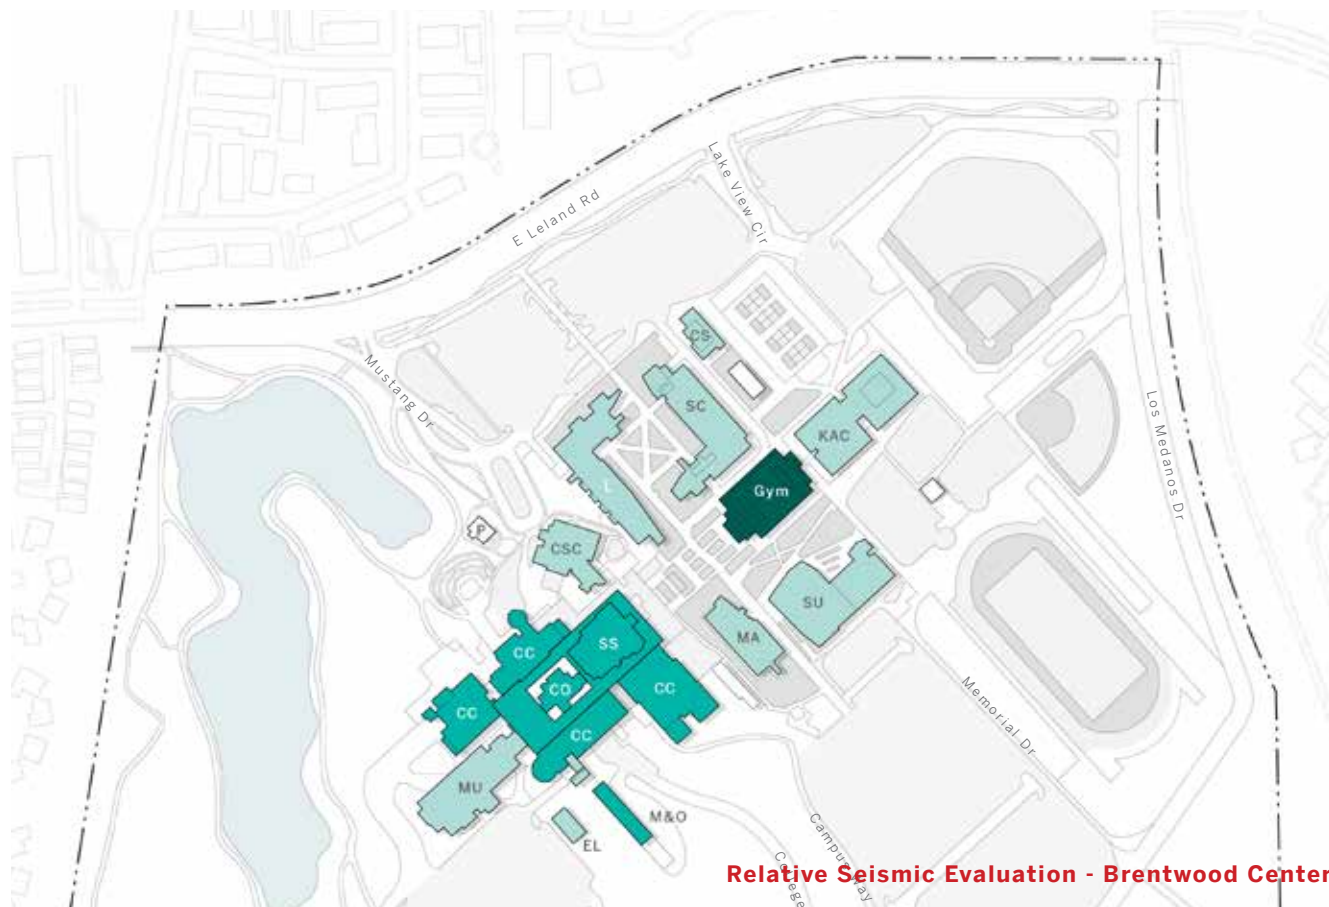 Lake View Cir
E Leland Rd
CS
Mustang Dr
SC
Los Medanos Dr
KAC
L
Gym
P
CSC
SU
MA
SS
CC
CO
CC
CC
CC
Memorial Dr
MU
M&O
EL
Campus Way
College
Relative Seismic Evaluation - Brentwood Center